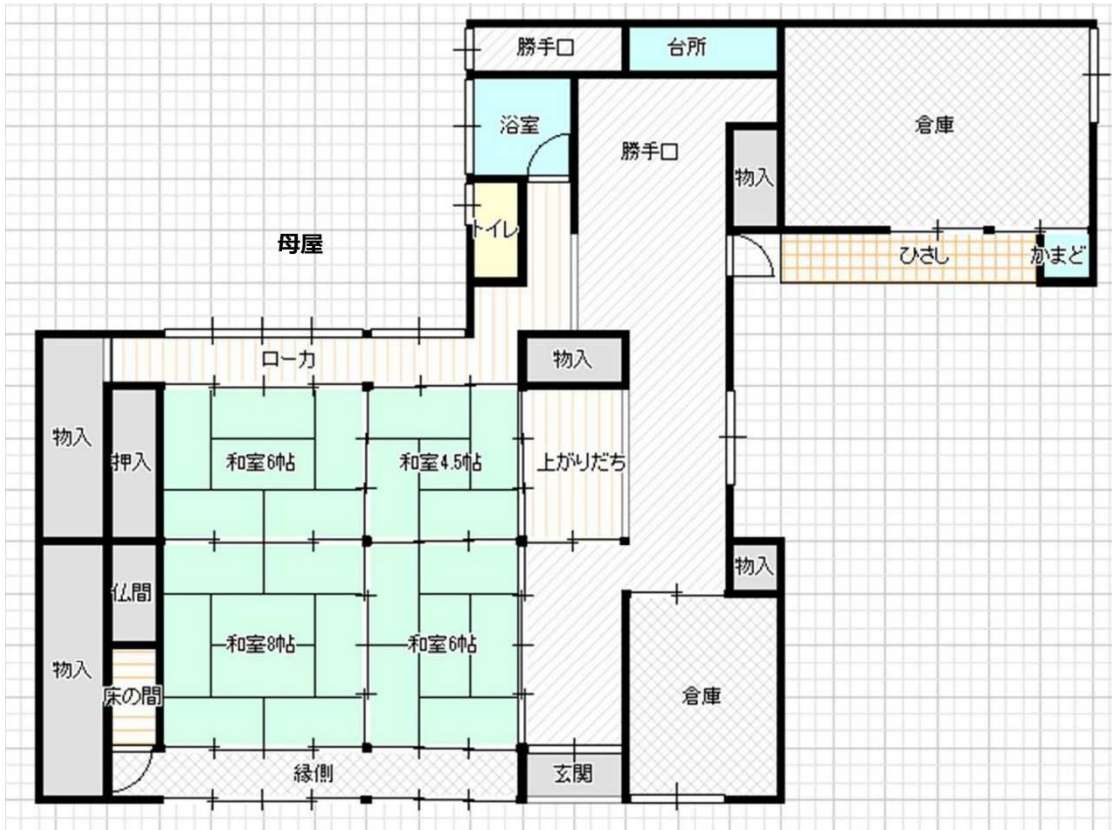 勝手口
台所
浴室
勝手口
倉庫
物入
トイレ
母屋
ひさし
かまど
ローカ
物入
物入
押入
和室6帖
和室4.5帖
上がりだち
仏間
物入
和室8帖
和室6帖
物入
床の間
倉庫
縁側
玄関